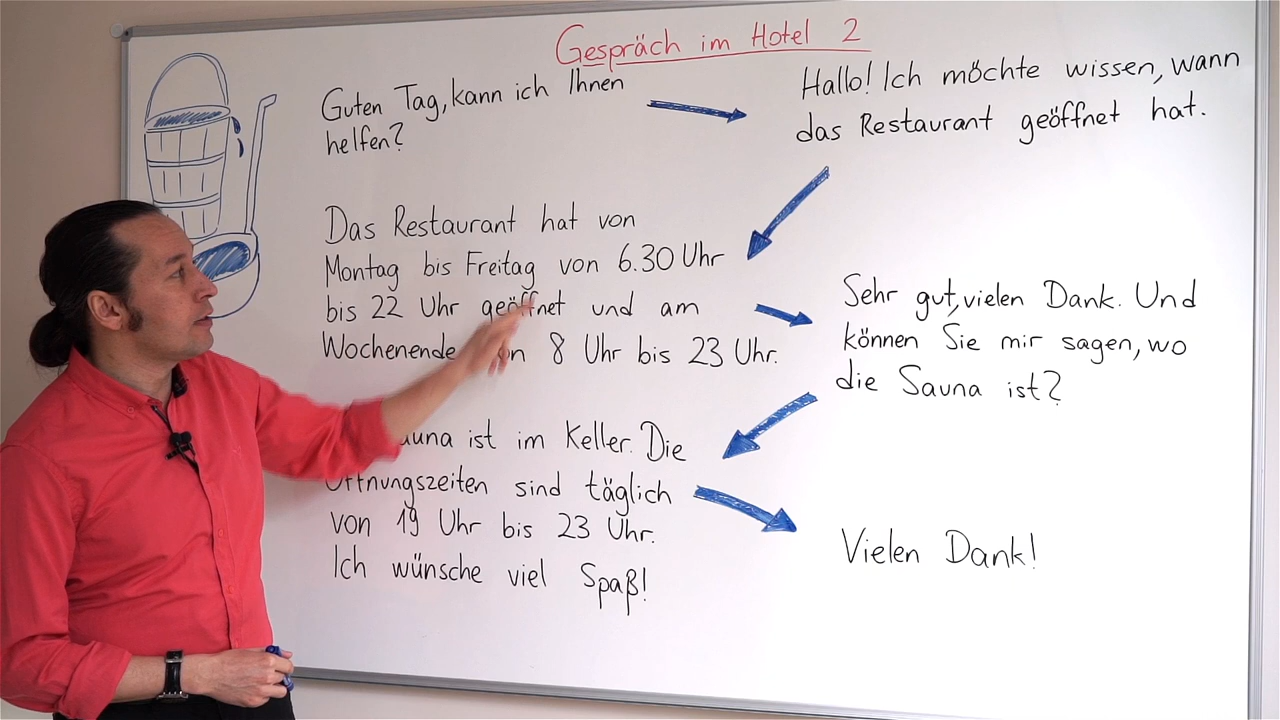 Gespräch im Hotel 2
Guten Tag, kann ich Ihnen
helfen?
Hallo! Ich möchte wissen, wann
das Restaurant geöffnet hat.
Das Restaurant hat von
Montag bis Freitag von 6.30 Uhr
bis 22 Uhr geöffnet und am
Wochenende 8 Uhr bis 23 Uhr.
Sehr gut, vielen Dank. Und
können Sie mir sagen, wo
die Sauna ist?
ist im Keller. Die
Öffnungszeiten sind täglich
von 19 Uhr bis 23 Uhr.
Ich wünsche viel Spaß!
Vielen Dank!